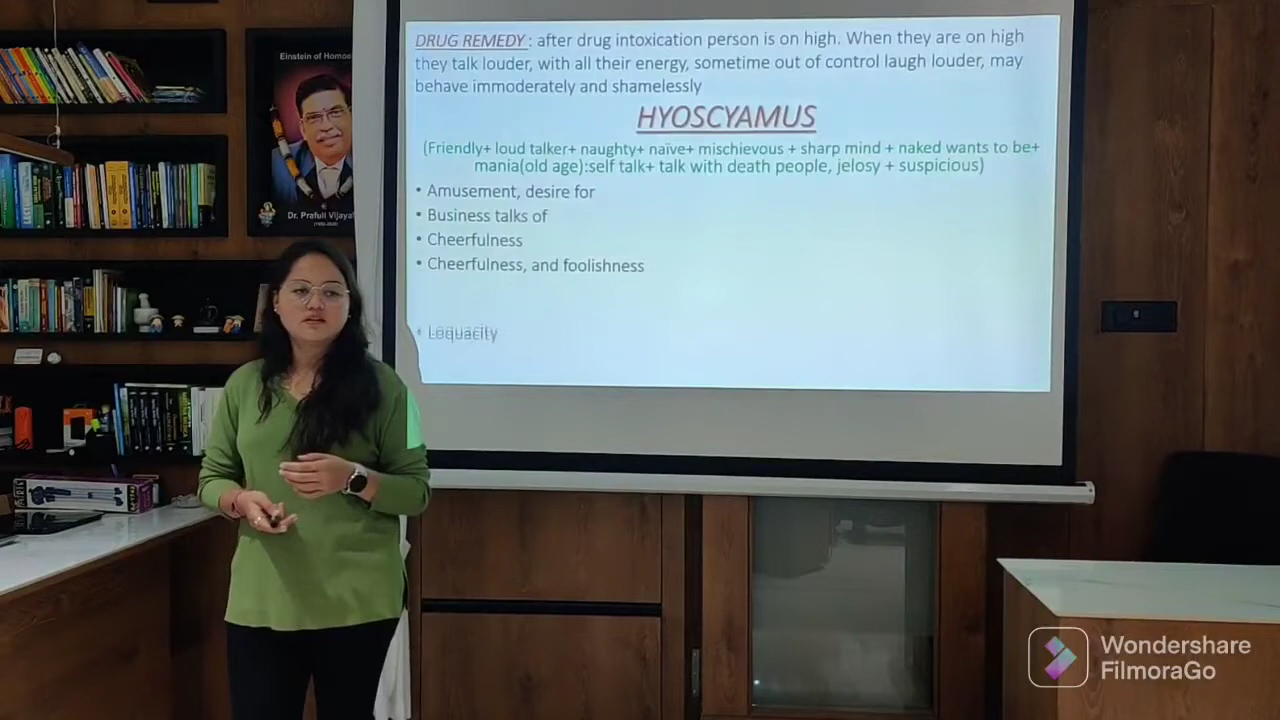 Einstein of Homoe
Dr. Prafull Vijaya
DRUG REMEDY : after drug intoxication person is on high. When they are on high
they talk louder, with all their energy, sometime out of control laugh louder, may
behave immoderately and shamelessly
HYOSCYAMUS
(Friendly+ loud talker+ naughty+ naïve+ mischievous + sharp mind + naked wants to be+
mania(old age):self talk+ talk with death people, jelosy + suspicious)
• Amusement, desire for
• Business talks of
• Cheerfulness
• Cheerfulness, and foolishness
• Loquacity
Wondershare
FilmoraGo